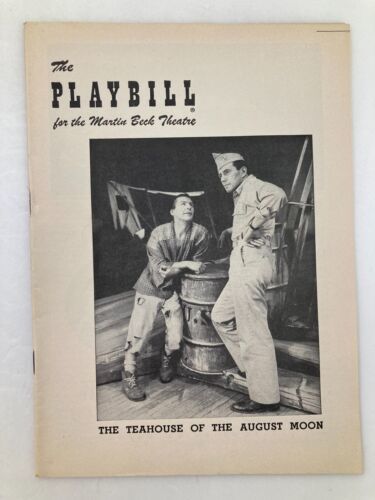 The
PLAYBILL®
for the Martin Beck Theatre
THE TEAHOUSE OF THE AUGUST MOON